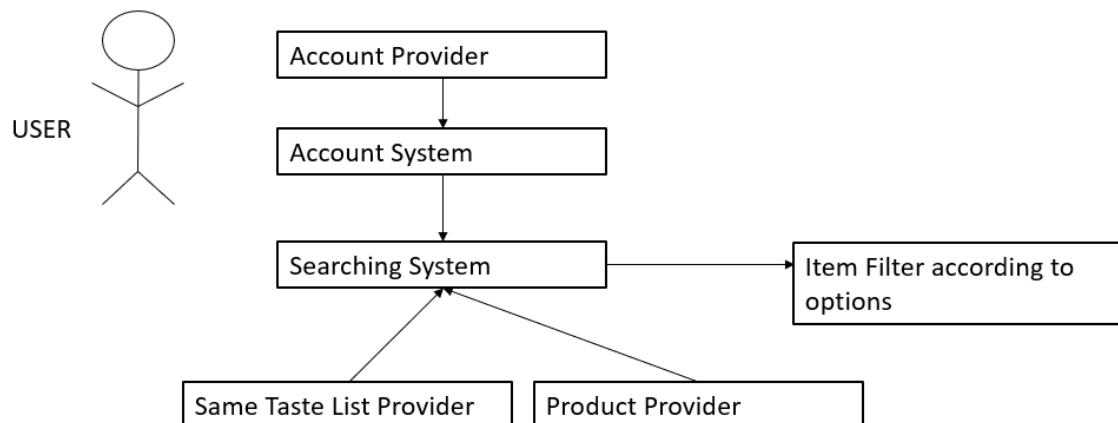 Account Provider
USER
Account System
Searching System
Item Filter according to
options
Same Taste List Provider
Product Provider